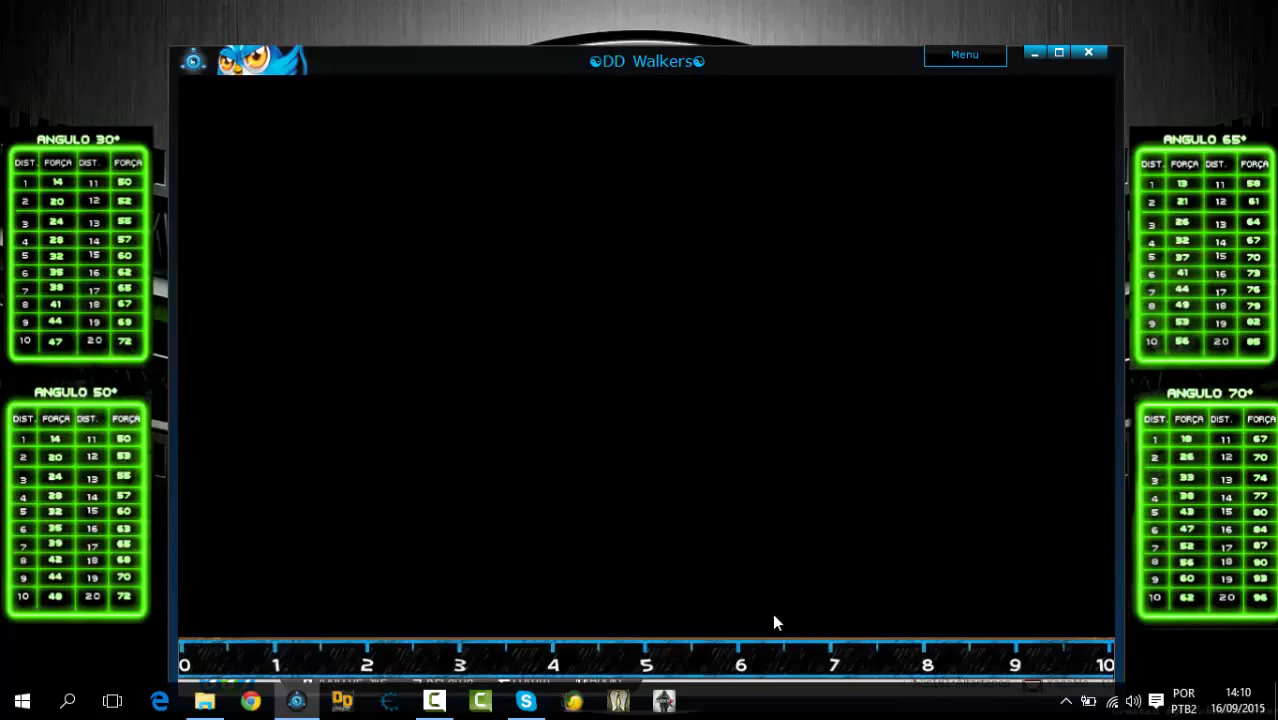 ☯DD Walkers☯
Menu
ANGULO 30°
DIST. FORÇA DIST. FORÇA
1 14 11 50
2 20 12 52
3 24 13 55
4 28 14 57
5 32 15 60
6 35 16 62
7 38 17 65
8 41 18 67
9 44 19 69
10 47 20 72
ANGULO 50°
DIST. FORÇA DIST. FORÇA
1 14 11 50
2 20 12 53
3 24 13 55
4 28 14 57
5 32 15 60
6 35 16 63
7 39 17 65
8 42 18 68
9 44 19 70
10 48 20 72
ANGULO 65°
DIST. FORÇA DIST. FORÇA
1 13 11 58
2 21 12 61
3 26 13 64
4 32 14 67
5 37 15 70
6 41 16 73
7 44 17 76
8 49 18 79
9 53 19 82
10 56 20 85
ANGULO 70°
DIST. FORÇA DIST. FORÇA
1 18 11 67
2 26 12 70
3 33 13 74
4 38 14 77
5 43 15 80
6 47 16 84
7 52 17 87
8 56 18 90
9 60 19 93
10 62 20 96
0 1 2 3 4 5 6 7 8 9 10
POR
PTB2
14:10
16/09/2015